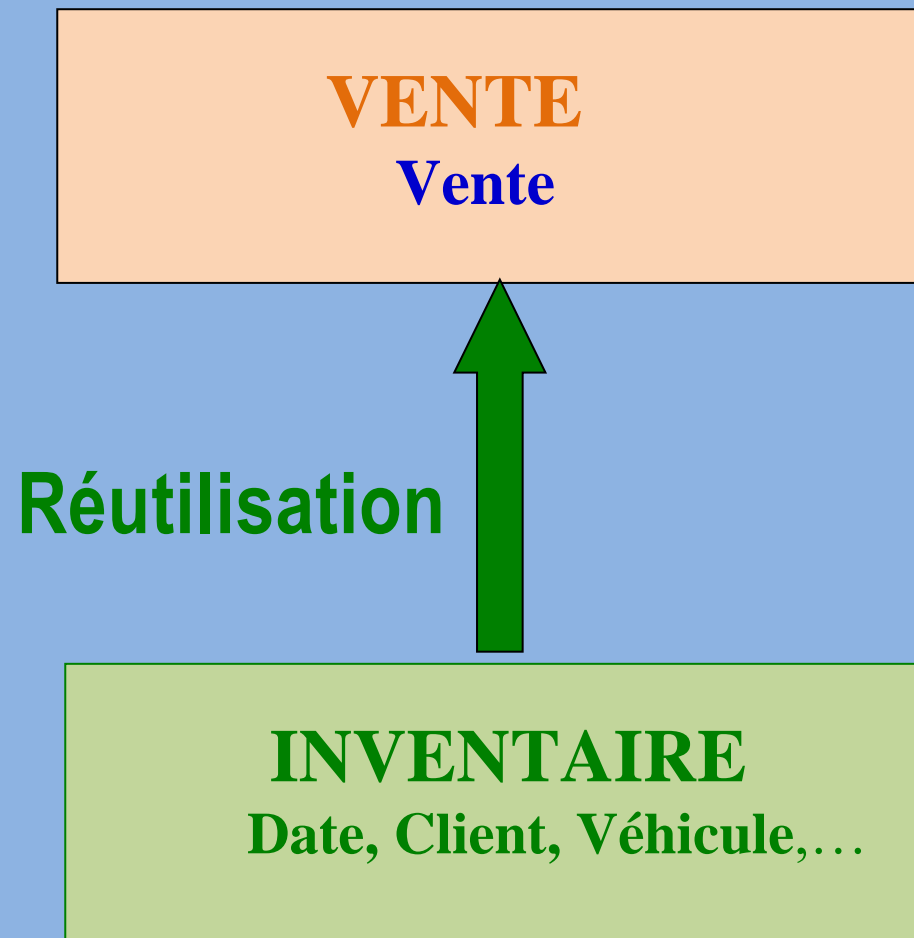 VENTE
Vente
Réutilisation
INVENTAIRE
Date, Client, Véhicule,…